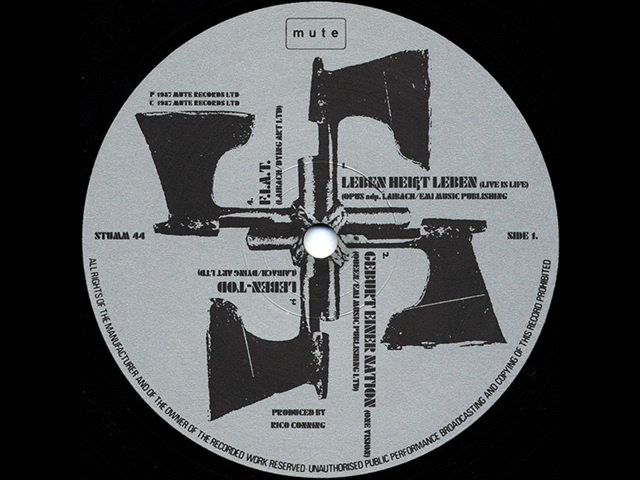 mute
P 1987 MUTE RECORDS LTD
C 1987 MUTE RECORDS LTD
STUMM 44
SIDE 1.
1.
LEBEN HEIßT LEBEN (LIVE IS LIFE)
(OPUS adp. LAIBACH/EMI MUSIC PUBLISHING
2.
GEBURT EINER NATION (ONE VISION)
(QUEEN/EMI MUSIC PUBLISHING LTD)
3.
LEBEN-TOD
(LAIBACH/DYING ART LTD)
4.
F.I.A.T.
(LAIBACH/DYING ART LTD)
PRODUCED BY
RICO CONNING
ALL RIGHTS OF THE MANUFACTURER AND OF THE OWNER OF THE RECORDED WORK RESERVED UNAUTHORISED PUBLIC PERFORMANCE BROADCASTING AND COPYING OF THIS RECORD PROHIBITED